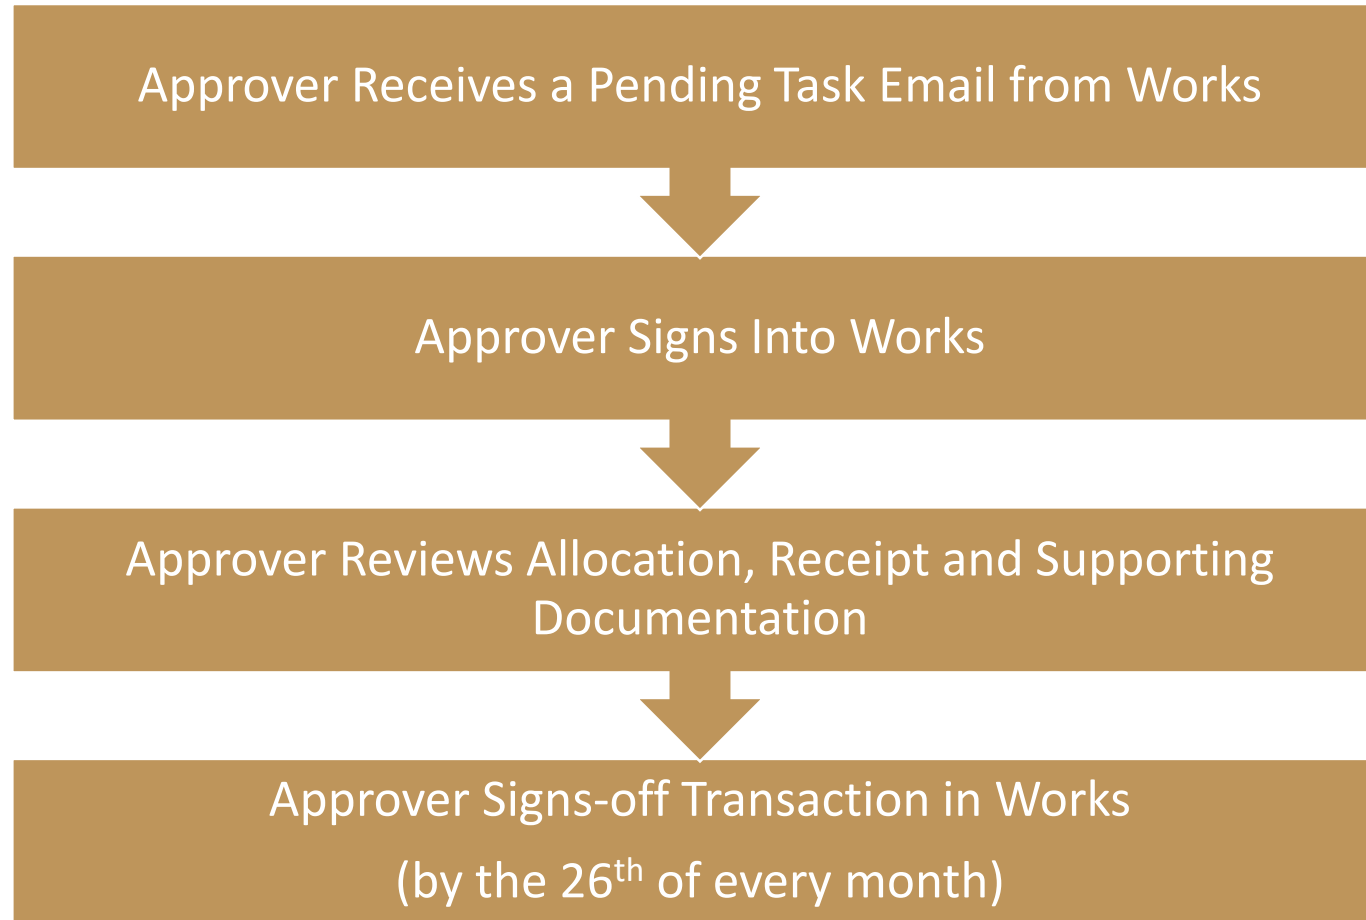 Approver Receives a Pending Task Email from Works
Approver Signs Into Works
Approver Reviews Allocation, Receipt and Supporting
Documentation
Approver Signs-off Transaction in Works
(by the 26th of every month)